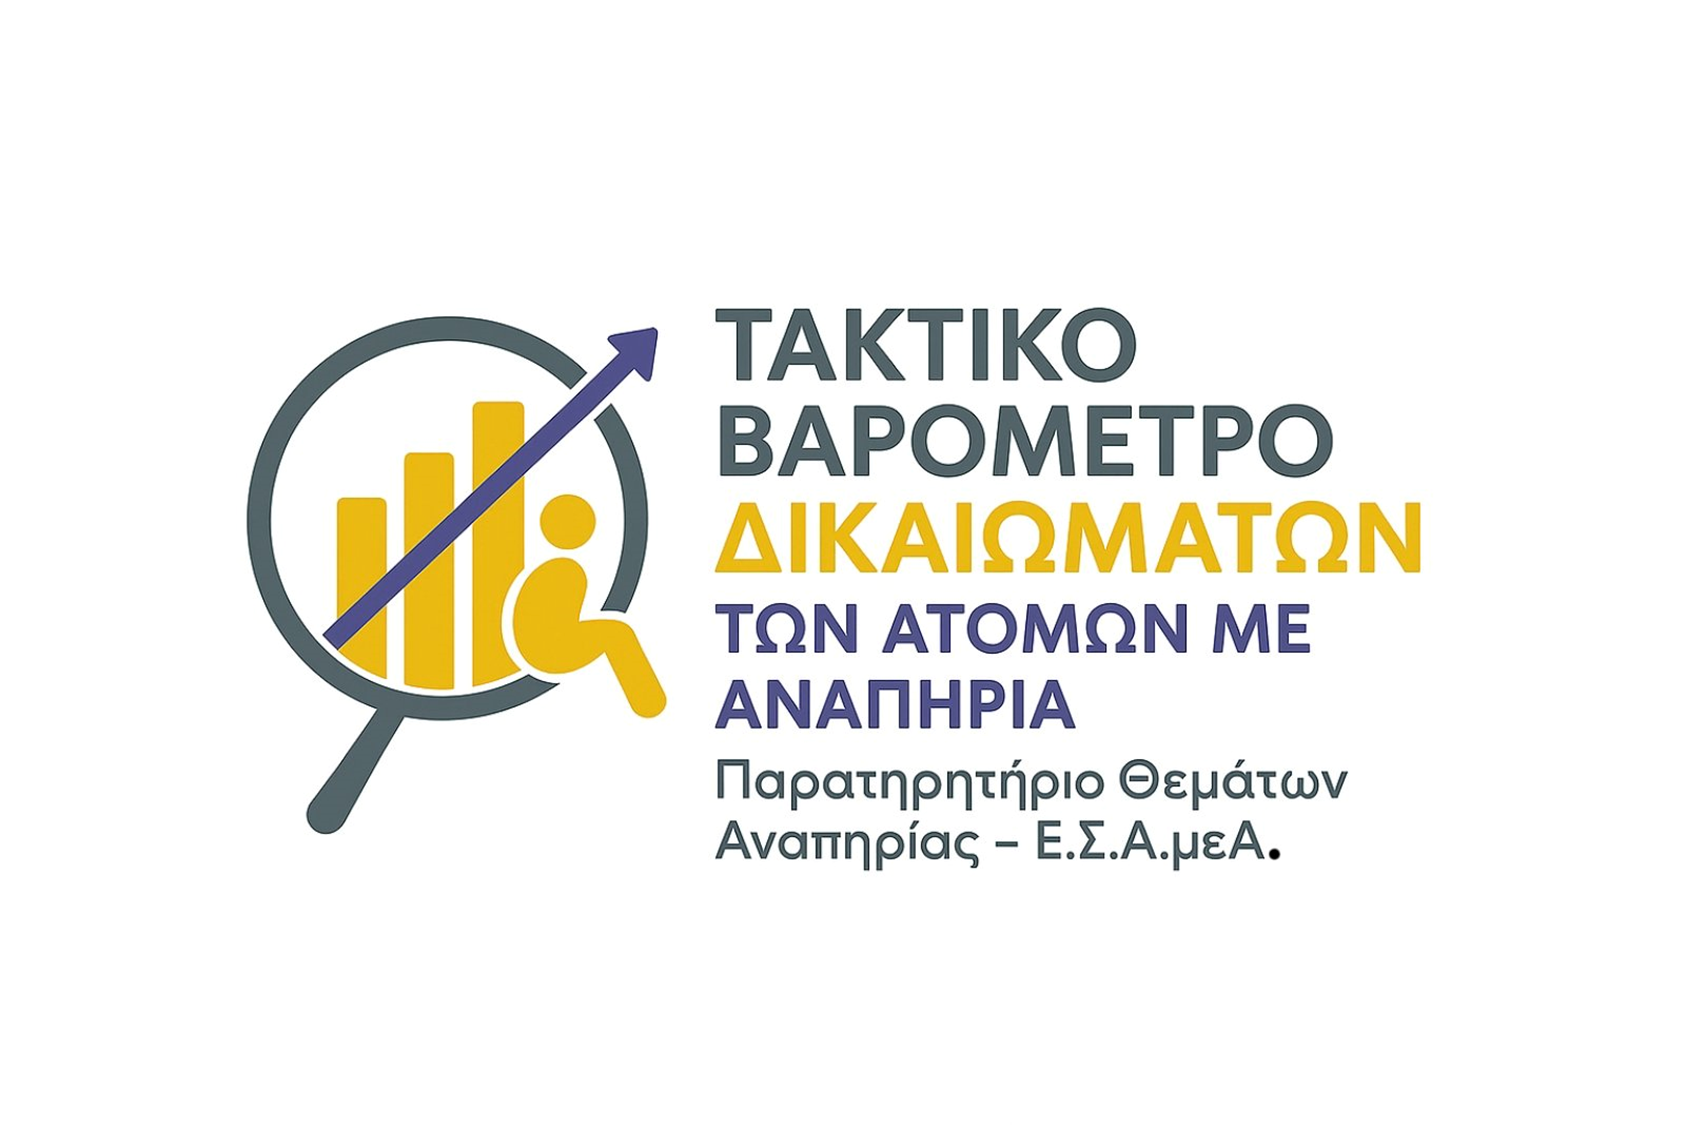 ΤΑΚΤΙΚΟ
ΒΑΡΟΜΕΤΡΟ
ΔΙΚΑΙΩΜΑΤΩΝ
ΤΩΝ ΑΤΟΜΩΝ ΜΕ
ΑΝΑΠΗΡΙΑ
Παρατηρητήριο Θεμάτων
Αναπηρίας – Ε.Σ.Α.μεΑ.